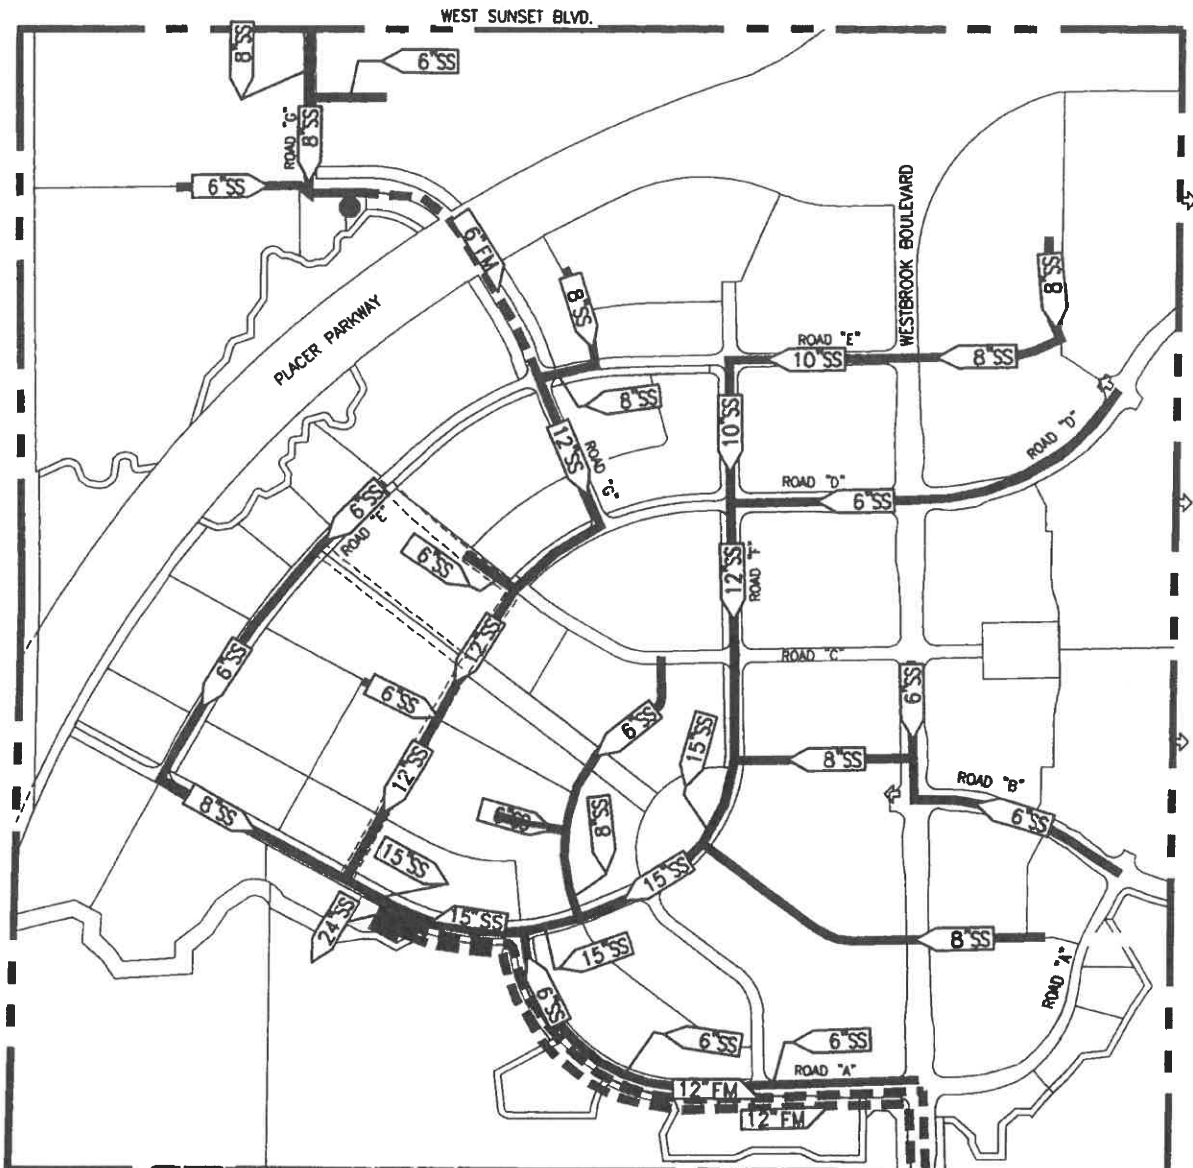 WEST SUNSET BLVD.
8"SS
6"SS
ROAD "G"
8"SS
6"SS
6"FM
WESTBROOK BOULEVARD
8"SS
8"SS
PLACER PARKWAY
ROAD "E"
10"SS
8"SS
8"SS
10"SS
12"SS
ROAD "G"
ROAD "D"
ROAD "D"
6"SS
6"SS
ROAD "E"
6"SS
12"SS
ROAD "F"
12"SS
ROAD "C"
6"SS
6"SS
6"SS
6"SS
15"SS
12"SS
8"SS
ROAD "B"
8"SS
6"SS
8"SS
6"SS
15"SS
15"SS
24"SS
15"SS
15"SS
8"SS
ROAD "A"
6"SS
6"SS
6"SS
ROAD "A"
12"FM
12"FM